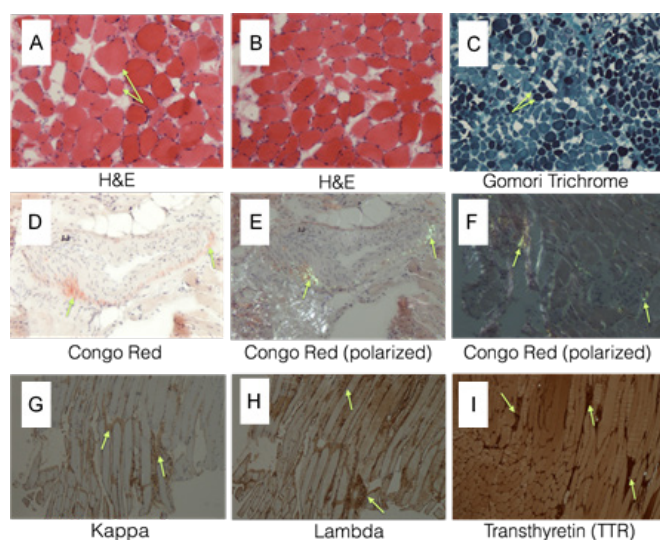 A
B
C
H&E
H&E
Gomori Trichrome
D
E
F
Congo Red
Congo Red (polarized)
Congo Red (polarized)
G
H
I
Kappa
Lambda
Transthyretin (TTR)